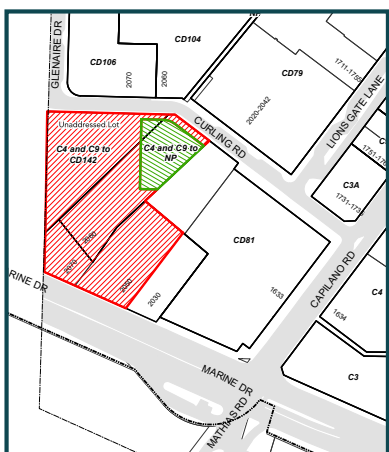 GLENAIRE DR
CD104
CD106
2070
2060
CD79
1711-1755
2020-2042
LIONS GATE LANE
Unaddressed Lot
C4 and C9 to
CD142
C4 and C9 to
NP
CURLING RD
C3A
1731-173
CD81
2080
2070
2060
2030
1633
CAPILANO RD
C4
1634
RINE DR
MARINE DR
C3
MATHIAS RD